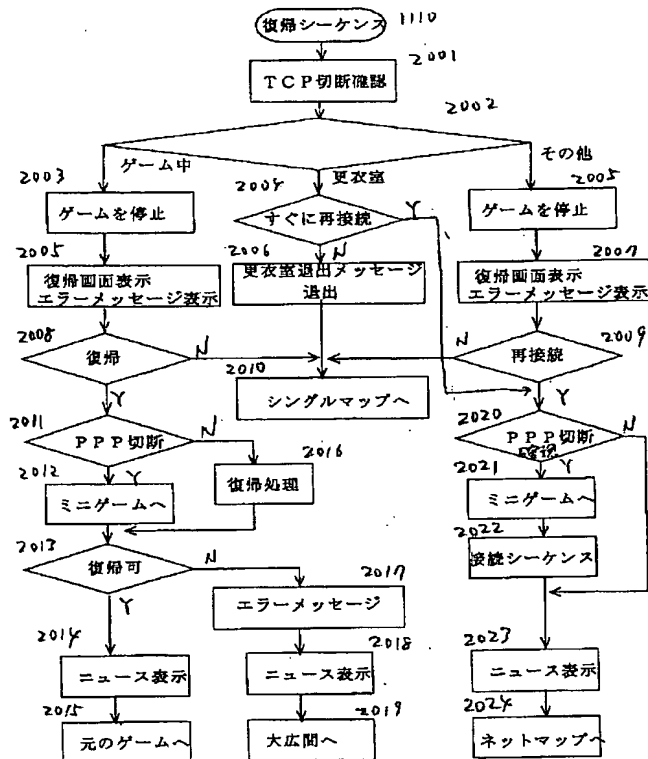 復帰シーケンス 1110
2001
TCP切断確認
2002
ゲーム中
更衣室
その他
2003
ゲームを停止
2004
すぐに再接続
Y
N
2005
ゲームを停止
2005
復帰画面表示
エラーメッセージ表示
2006
更衣室退出メッセージ
退出
2007
復帰画面表示
エラーメッセージ表示
2008
復帰
N
Y
2009
再接続
N
Y
2010
シングルマップへ
2011
PPP切断
N
Y
2012
ミニゲームへ
2016
復帰処理
2020
PPP切断
確認
N
Y
2021
ミニゲームへ
2022
接続シーケンス
2013
復帰可
N
Y
2017
エラーメッセージ
2014
ニュース表示
2018
ニュース表示
2023
ニュース表示
2015
元のゲームへ
2019
大広間へ
2024
ネットマップへ